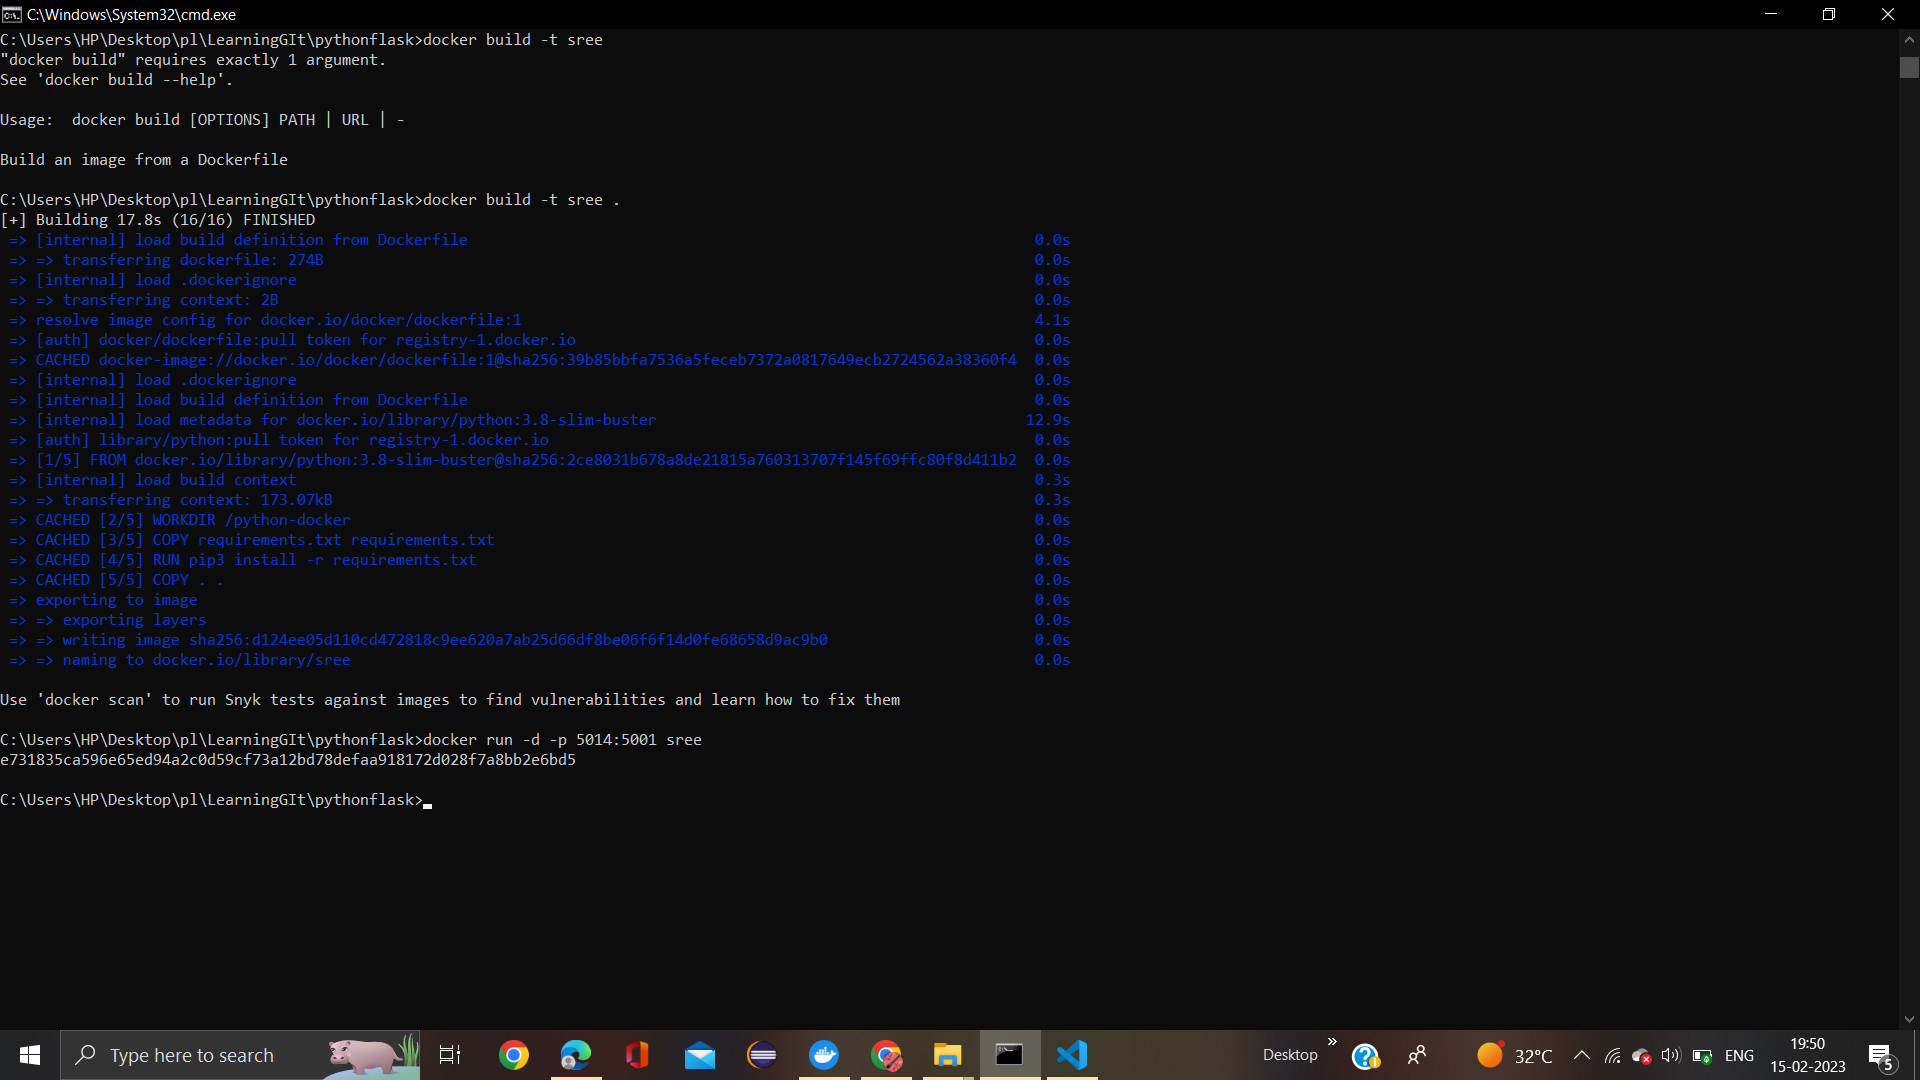 C:\Windows\System32\cmd.exe
C:\Users\HP\Desktop\pl\LearningGIt\pythonflask>docker build -t sree
"docker build" requires exactly 1 argument.
See 'docker build --help'.
Usage:  docker build [OPTIONS] PATH | URL | -
Build an image from a Dockerfile
C:\Users\HP\Desktop\pl\LearningGIt\pythonflask>docker build -t sree .
[+] Building 17.8s (16/16) FINISHED
=> [internal] load build definition from Dockerfile 0.0s
=> => transferring dockerfile: 274B 0.0s
=> [internal] load .dockerignore 0.0s
=> => transferring context: 2B 0.0s
=> resolve image config for docker.io/docker/dockerfile:1 4.1s
=> [auth] docker/dockerfile:pull token for registry-1.docker.io 0.0s
=> CACHED docker-image://docker.io/docker/dockerfile:1@sha256:39b85bbfa7536a5feceb7372a0817649ecb2724562a38360f4 0.0s
=> [internal] load .dockerignore 0.0s
=> [internal] load build definition from Dockerfile 0.0s
=> [internal] load metadata for docker.io/library/python:3.8-slim-buster 12.9s
=> [auth] library/python:pull token for registry-1.docker.io 0.0s
=> [1/5] FROM docker.io/library/python:3.8-slim-buster@sha256:2ce8031b678a8de21815a760313707f145f69ffc80f8d411b2 0.0s
=> [internal] load build context 0.3s
=> => transferring context: 173.07kB 0.3s
=> CACHED [2/5] WORKDIR /python-docker 0.0s
=> CACHED [3/5] COPY requirements.txt requirements.txt 0.0s
=> CACHED [4/5] RUN pip3 install -r requirements.txt 0.0s
=> CACHED [5/5] COPY . . 0.0s
=> exporting to image 0.0s
=> => exporting layers 0.0s
=> => writing image sha256:d124ee05d110cd472818c9ee620a7ab25d66df8be06f6f14d0fe68658d9ac9b0 0.0s
=> => naming to docker.io/library/sree 0.0s
Use 'docker scan' to run Snyk tests against images to find vulnerabilities and learn how to fix them
C:\Users\HP\Desktop\pl\LearningGIt\pythonflask>docker run -d -p 5014:5001 sree
e731835ca596e65ed94a2c0d59cf73a12bd78defaa918172d028f7a8bb2e6bd5
C:\Users\HP\Desktop\pl\LearningGIt\pythonflask>
Type here to search
Desktop
32°C
ENG
19:50
15-02-2023
5